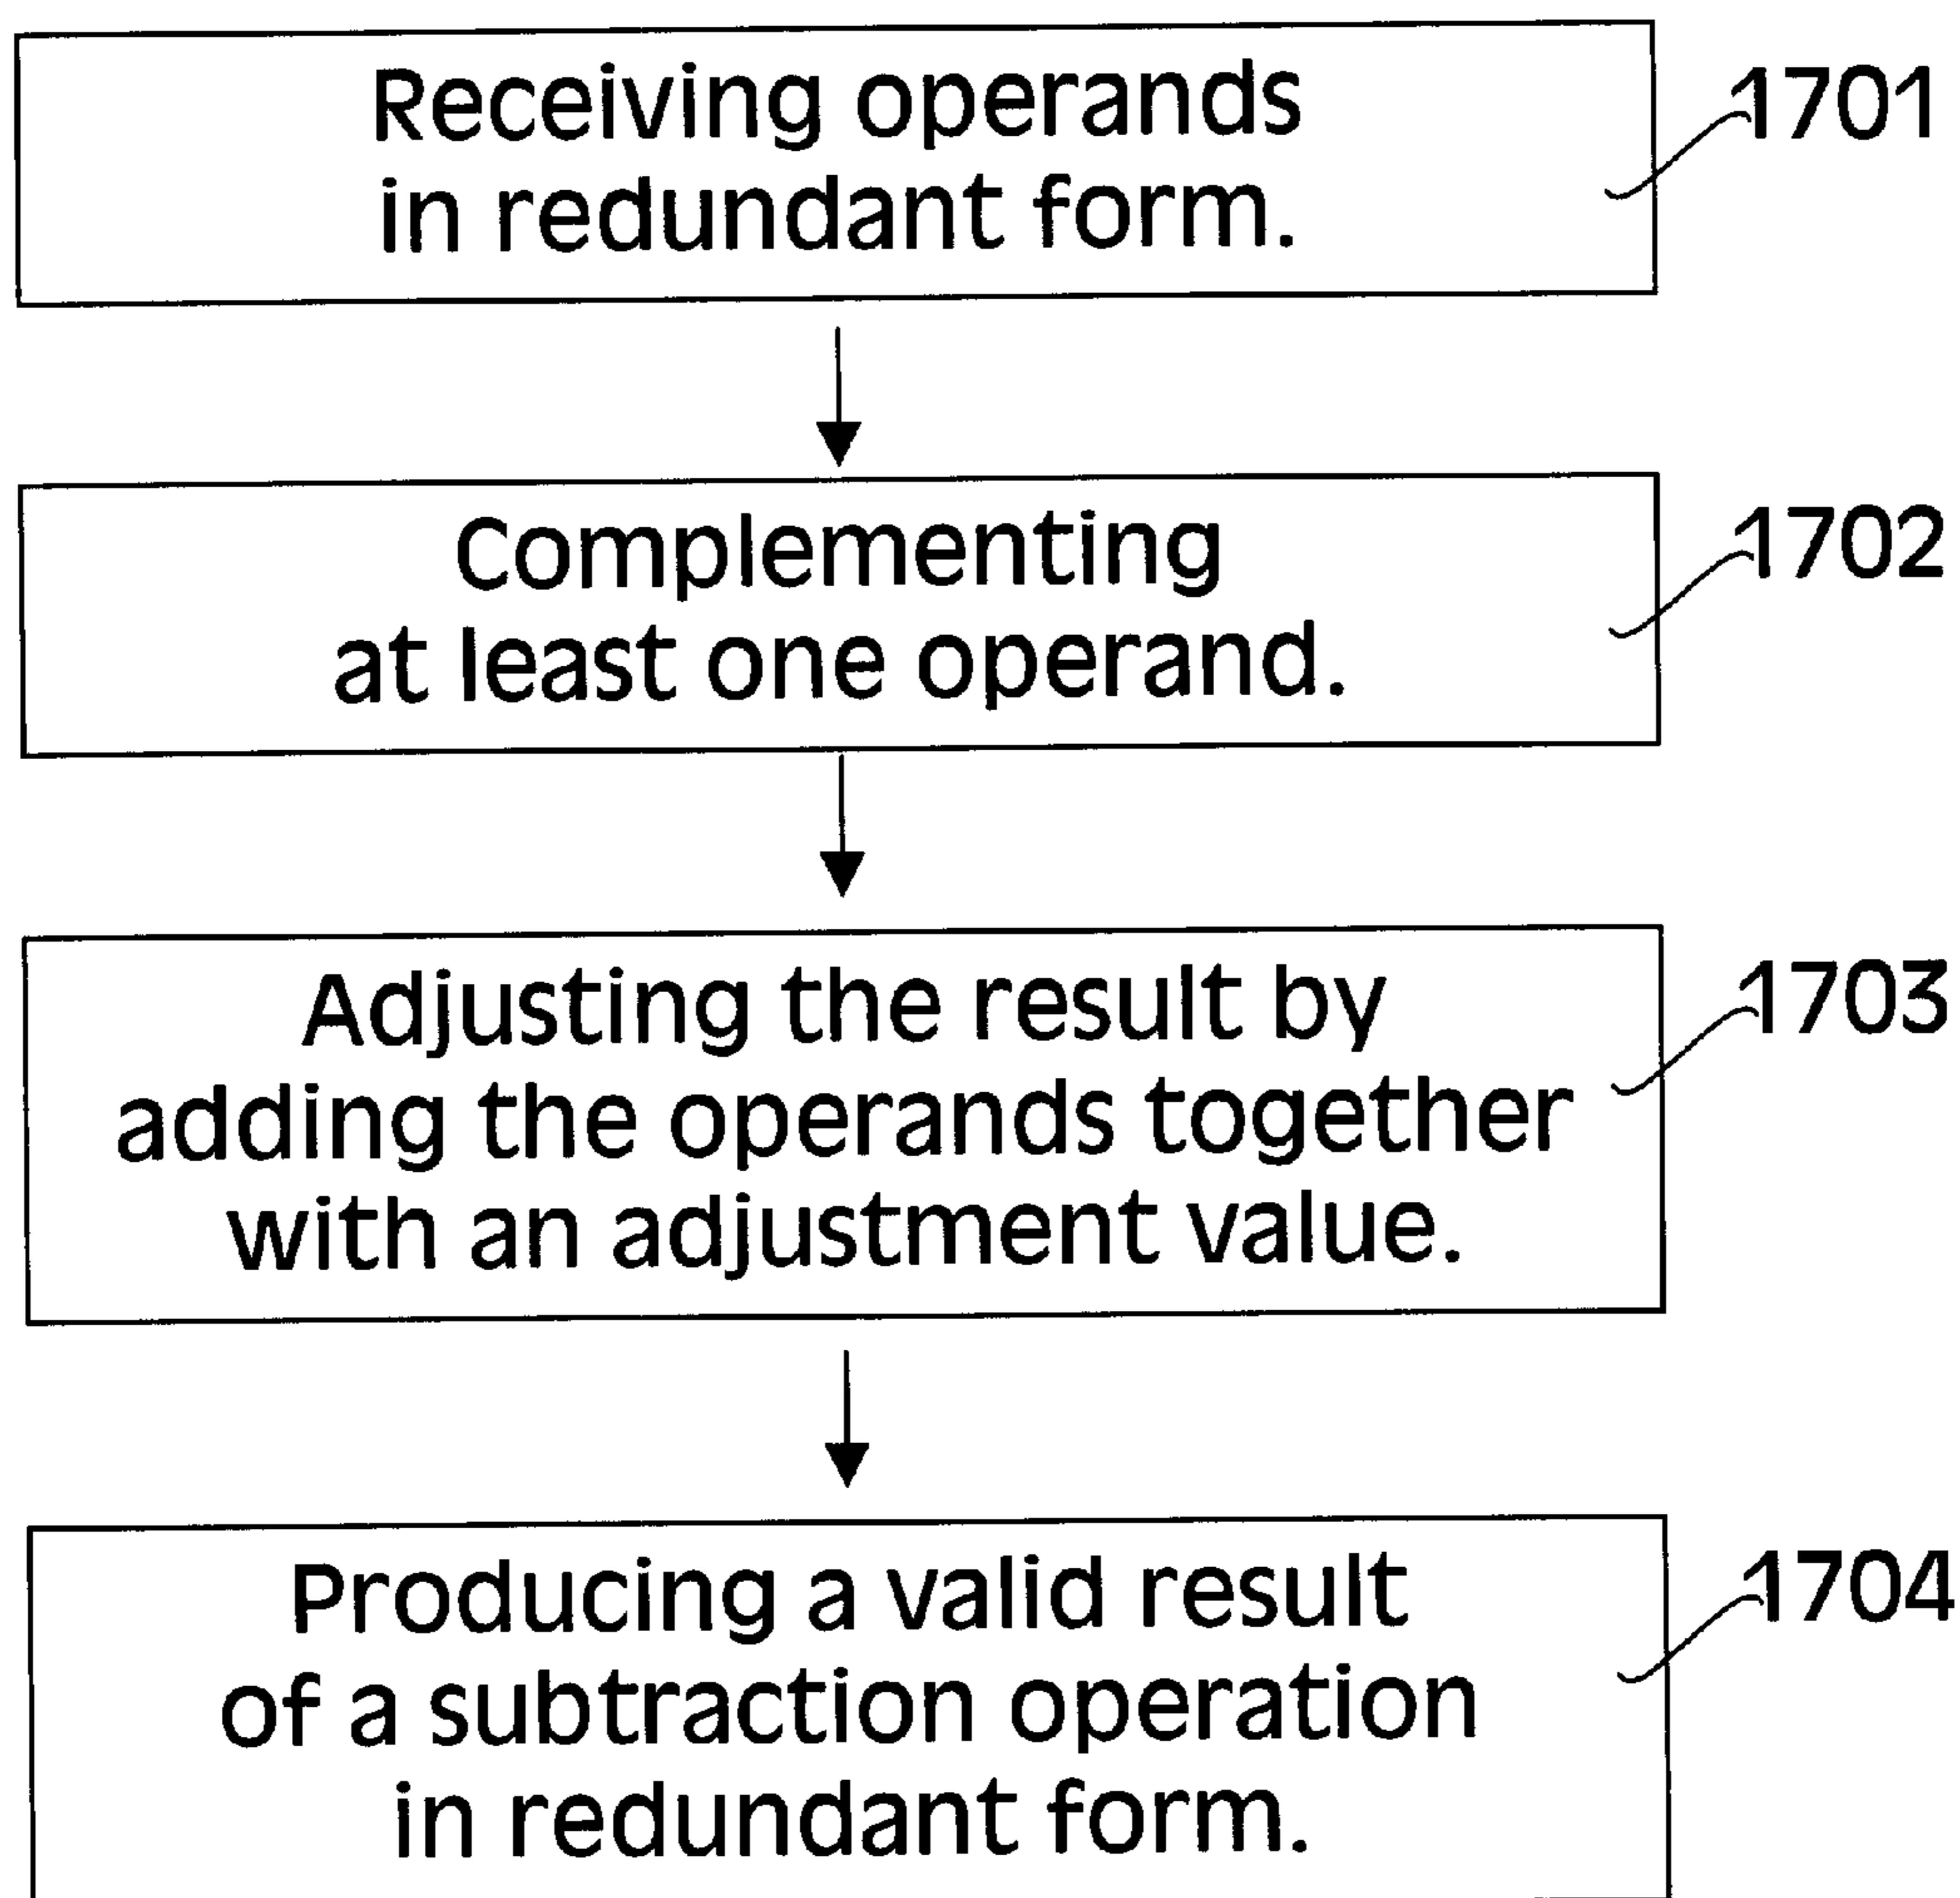 Receiving operands
in redundant form.
1701
Complementing
at least one operand.
1702
Adjusting the result by
adding the operands together
with an adjustment value.
1703
Producing a valid result
of a subtraction operation
in redundant form.
1704